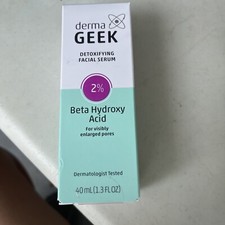 derma
GEEK
DETOXIFYING
FACIAL SERUM
2%
Beta Hydroxy
Acid
For visibly
enlarged pores
Dermatologist Tested
40 mL (1.3 FL OZ)